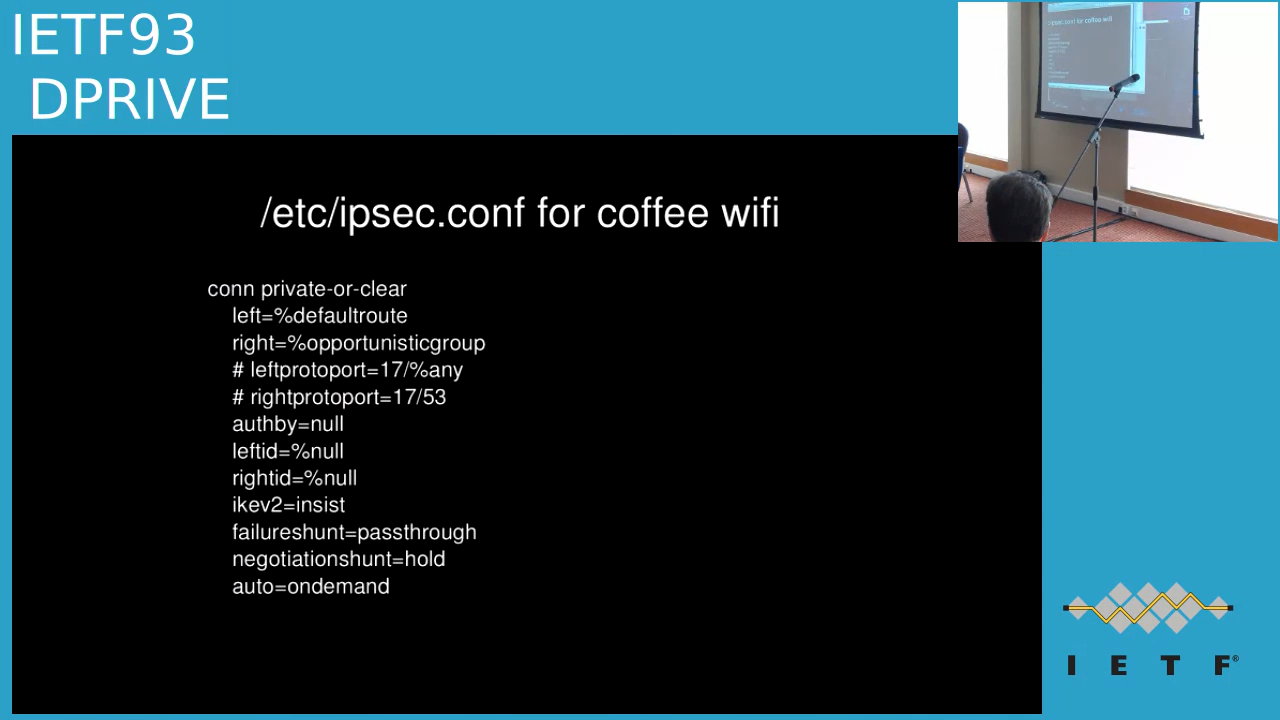 IETF93
DPRIVE
/etc/ipsec.conf for coffee wifi
conn private-or-clear
left=%defaultroute
right=%opportunisticgroup
# leftprotoport=17/%any
# rightprotoport=17/53
authby=null
leftid=%null
rightid=%null
ikev2=insist
failureshunt=passthrough
negotiationshunt=hold
auto=ondemand
I E T F®